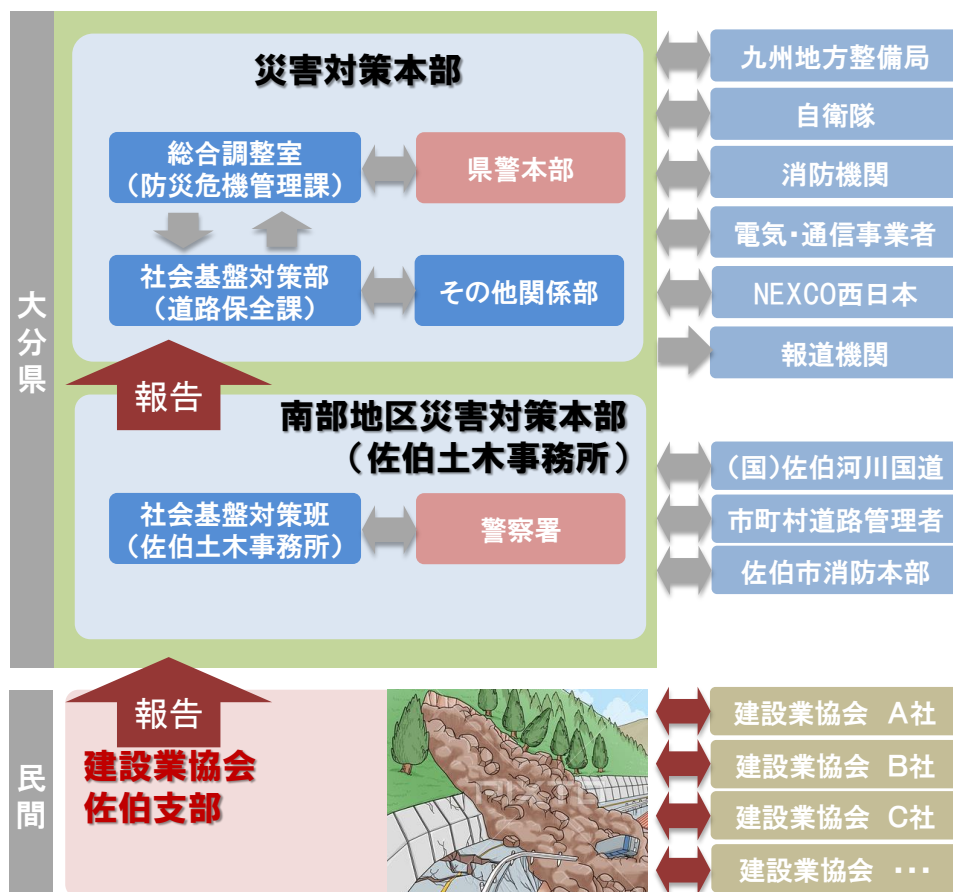 災害対策本部
総合調整室
（防災危機管理課）
県警本部
社会基盤対策部
（道路保全課）
その他関係部
九州地方整備局
自衛隊
消防機関
電気・通信事業者
NEXCO西日本
報道機関
大分県
報告
南部地区災害対策本部
（佐伯土木事務所）
社会基盤対策班
（佐伯土木事務所）
警察署
（国）佐伯河川国道
市町村道路管理者
佐伯市消防本部
民間
報告
建設業協会
佐伯支部
建設業協会　A社
建設業協会　B社
建設業協会　C社
建設業協会　…